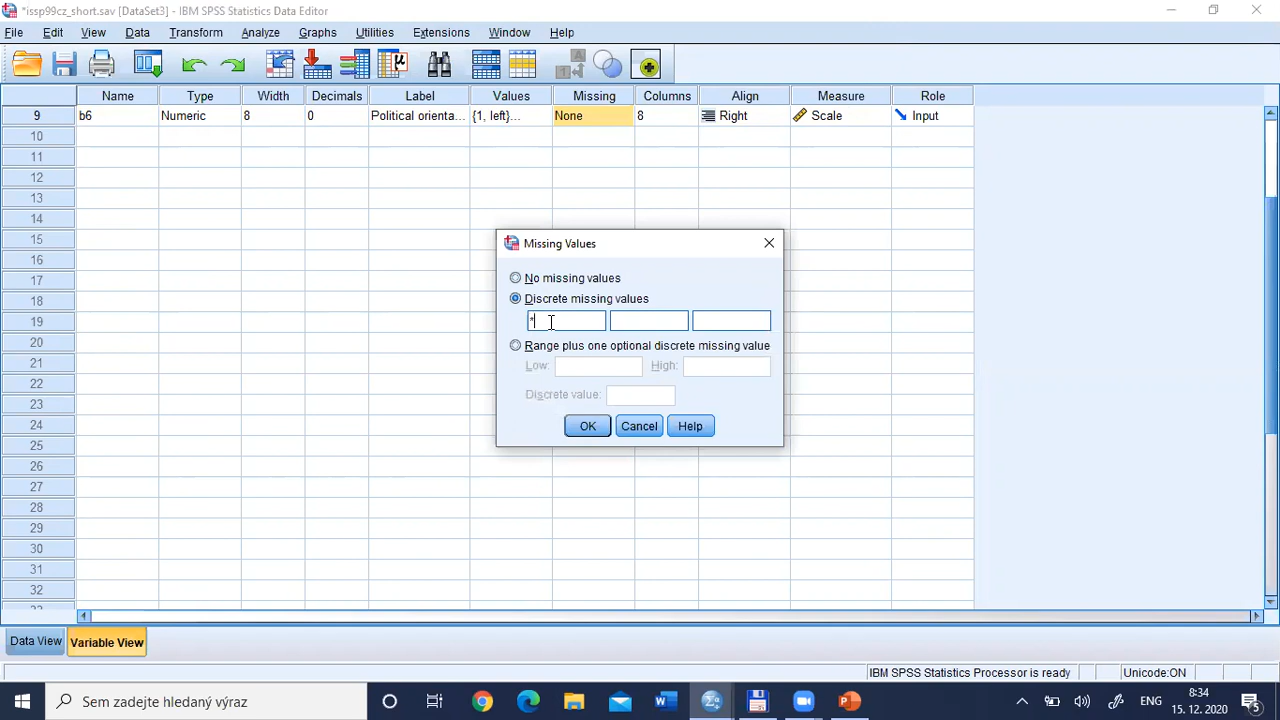 *issp99cz_short.sav [DataSet3] - IBM SPSS Statistics Data Editor
File Edit View Data Transform Analyze Graphs Utilities Extensions Window Help
Name Type Width Decimals Label Values Missing Columns Align Measure Role
9 b6 Numeric 8 0 Political orienta... {1, left}... None 8 Right Scale Input
10
11
12
13
14
15
16
17
18
19
20
21
22
23
24
25
26
27
28
29
30
31
32
33
Missing Values
No missing values
Discrete missing values
*
Range plus one optional discrete missing value
Low: High:
Discrete value:
OK Cancel Help
Data View Variable View
IBM SPSS Statistics Processor is ready Unicode:ON
Sem zadejte hledaný výraz
ENG
8:34
15. 12. 2020
5